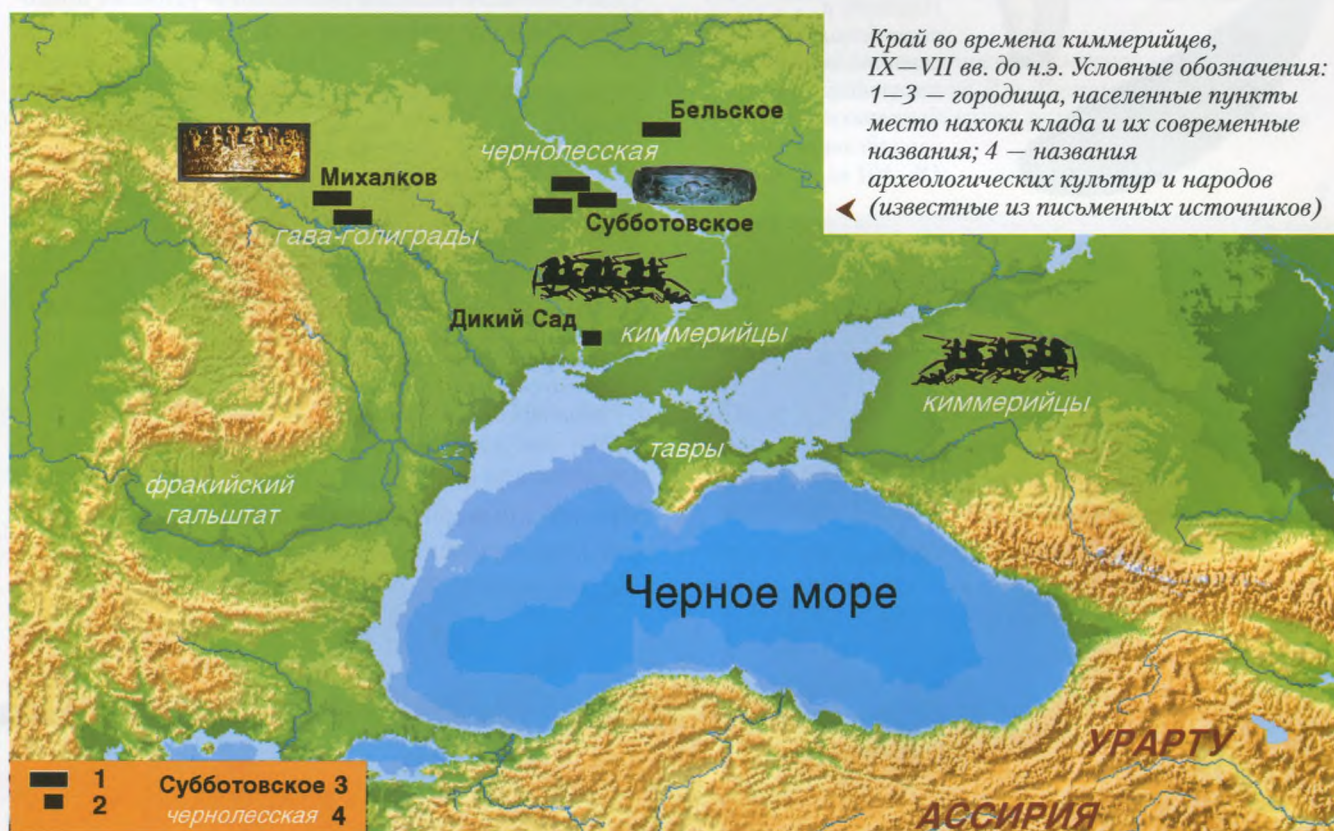 Край во времена киммерийцев,
IX—VII вв. до н.э. Условные обозначения:
1—3 — городища, населенные пункты
место нахоки клада и их современные
названия; 4 — названия
археологических культур и народов
(известные из письменных источников)
Бельское
чернолесская
Михалков
Субботовское
гава-голиграды
Дикий Сад
киммерийцы
киммерийцы
тавры
фракийский
гальштат
Черное море
УРАРТУ
АССИРИЯ
1
Субботовское 3
2
чернолесская 4